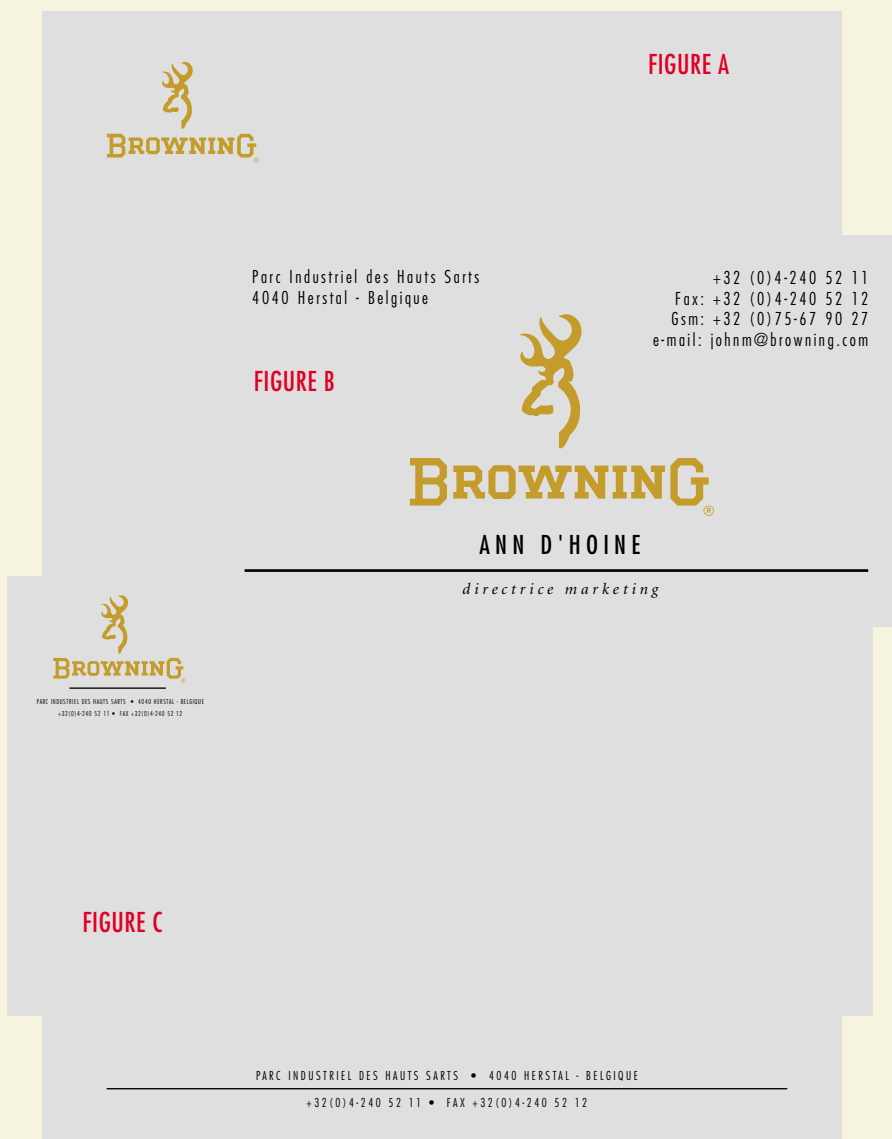 FIGURE A
BROWNING®
Parc Industriel des Hauts Sarts
4040 Herstal - Belgique
+32 (0)4-240 52 11
Fax: +32 (0)4-240 52 12
Gsm: +32 (0)75-67 90 27
e-mail: johnm@browning.com
FIGURE B
BROWNING®
ANN D'HOINE
directrice marketing
BROWNING®
PARC INDUSTRIEL DES HAUTS SARTS • 4040 HERSTAL - BELGIQUE
+32(0)4-240 52 11 • FAX +32(0)4-240 52 12
FIGURE C
PARC INDUSTRIEL DES HAUTS SARTS • 4040 HERSTAL - BELGIQUE
+32(0)4-240 52 11 • FAX +32(0)4-240 52 12